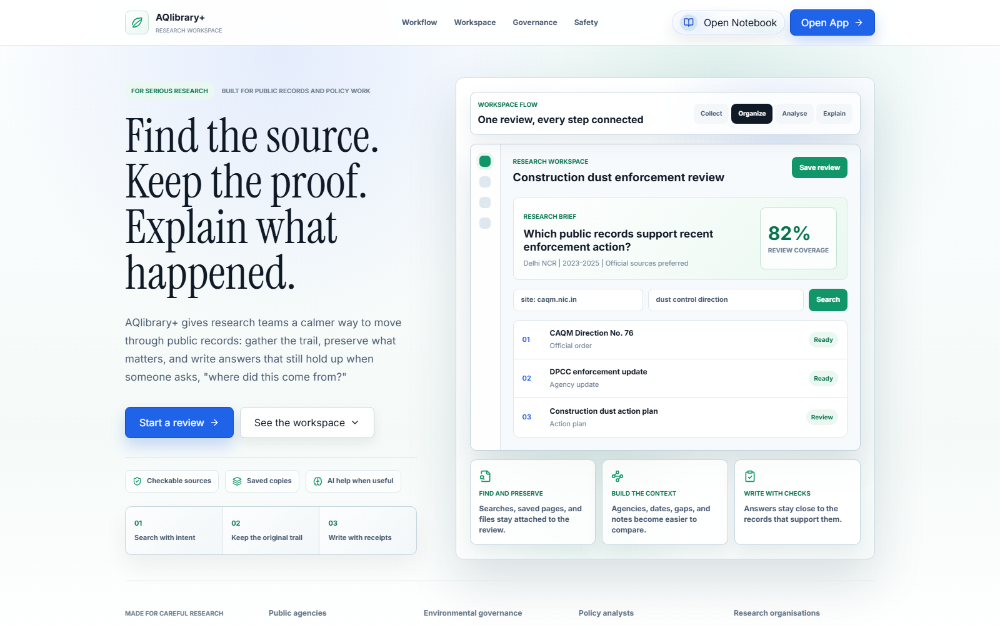 AQlibrary+
RESEARCH WORKSPACE
Workflow
Workspace
Governance
Safety
Open Notebook
Open App
FOR SERIOUS RESEARCH
BUILT FOR PUBLIC RECORDS AND POLICY WORK
Find the source.
Keep the proof.
Explain what
happened.
AQlibrary+ gives research teams a calmer way to move
through public records: gather the trail, preserve what
matters, and write answers that still hold up when
someone asks, "where did this come from?"
Start a review
See the workspace
Checkable sources
Saved copies
AI help when useful
01
Search with intent
02
Keep the original trail
03
Write with receipts
WORKSPACE FLOW
One review, every step connected
Collect
Organize
Analyse
Explain
RESEARCH WORKSPACE
Construction dust enforcement review
Save review
RESEARCH BRIEF
Which public records support recent
enforcement action?
Delhi NCR | 2023-2025 | Official sources preferred
82%
REVIEW COVERAGE
site: caqm.nic.in
dust control direction
Search
01
CAQM Direction No. 76
Official order
Ready
02
DPCC enforcement update
Agency update
Ready
03
Construction dust action plan
Action plan
Review
FIND AND PRESERVE
Searches, saved pages, and
files stay attached to the
review.
BUILD THE CONTEXT
Agencies, dates, gaps, and
notes become easier to
compare.
WRITE WITH CHECKS
Answers stay close to the
records that support them.
MADE FOR CAREFUL RESEARCH
Public agencies
Environmental governance
Policy analysts
Research organisations